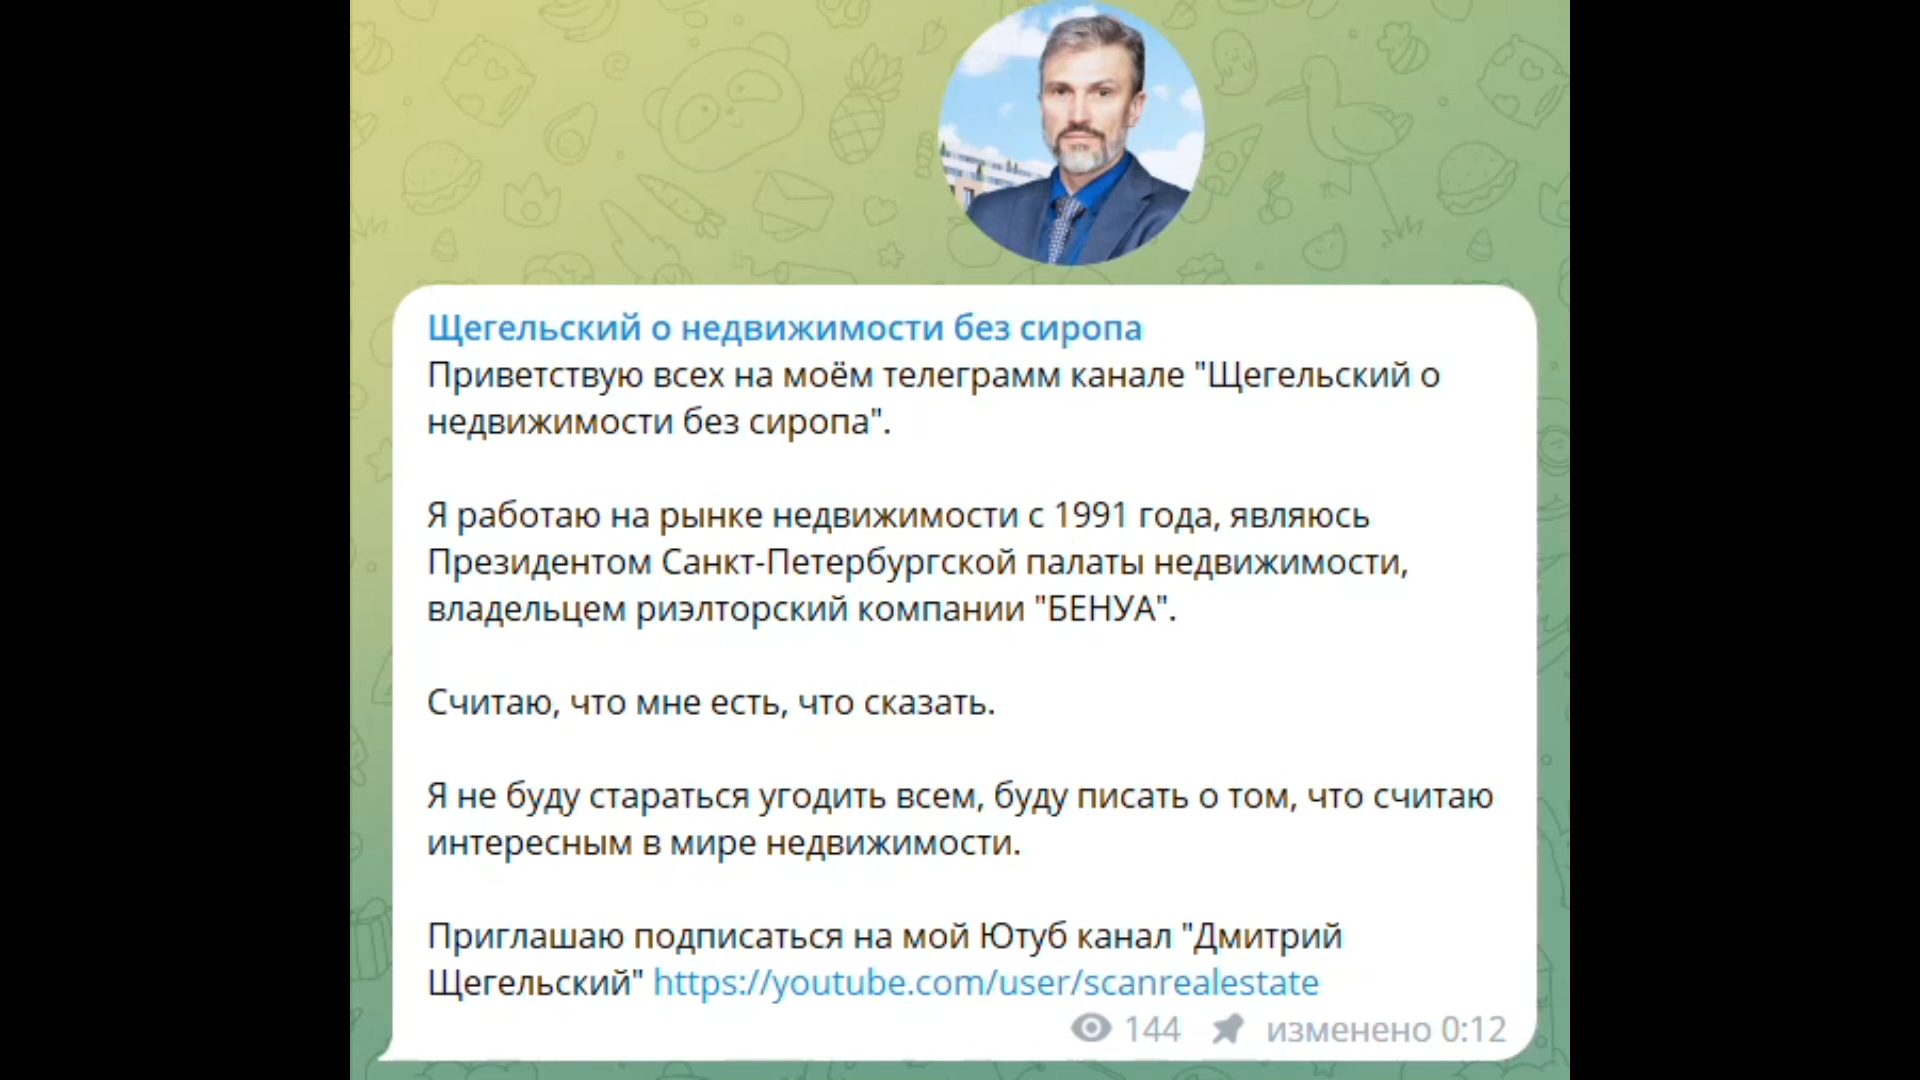 Щегельский о недвижимости без сиропа
Приветствую всех на моём телеграмм канале "Щегельский о
недвижимости без сиропа".
Я работаю на рынке недвижимости с 1991 года, являюсь
Президентом Санкт-Петербургской палаты недвижимости,
владельцем риэлторский компании "БЕНУА".
Считаю, что мне есть, что сказать.
Я не буду стараться угодить всем, буду писать о том, что считаю
интересным в мире недвижимости.
Приглашаю подписаться на мой Ютуб канал "Дмитрий
Щегельский" https://youtube.com/user/scanrealestate
144 изменено 0:12